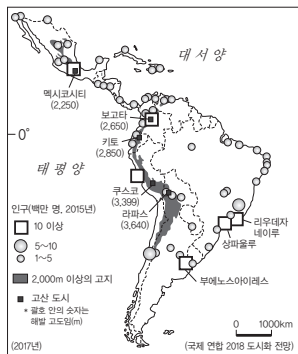 대서양
멕시코시티
(2,250)
보고타
(2,650)
0°
키토
(2,850)
태평양
쿠스코
(3,399)
라파스
(3,640)
인구(백만 명, 2015년)
10 이상
5~10
1~5
2,000m 이상의 고지
고산 도시
* 괄호 안의 숫자는
해발 고도임(m)
리우데자
네이루
상파울루
부에노스아이레스
0 1000km
(2017년)
(국제 연합 2018 도시화 전망)